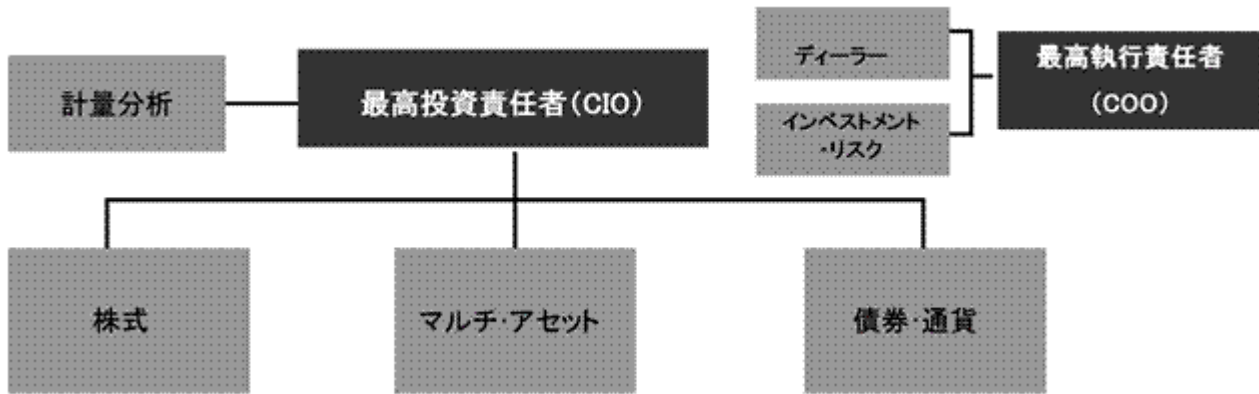 計量分析
最高投資責任者(CIO)
ディーラー
インベストメント
・リスク
最高執行責任者
(COO)
株式
マルチ・アセット
債券・通貨